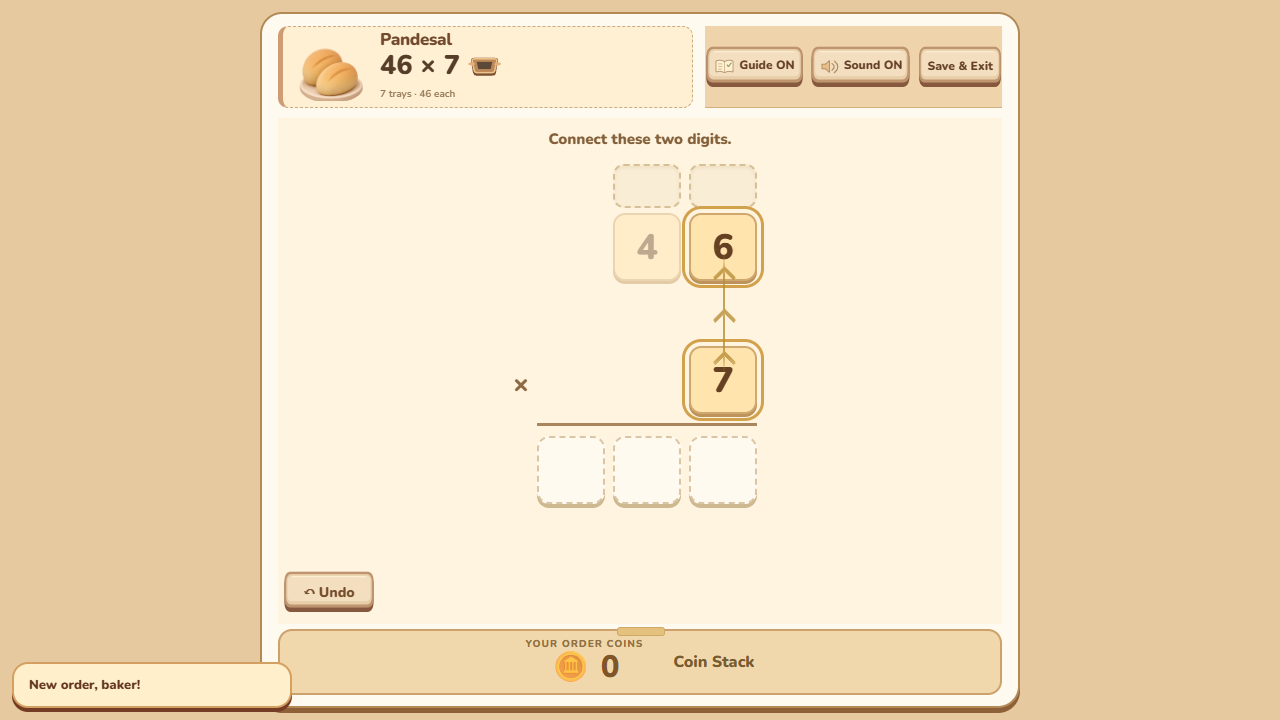 Pandesal
46 × 7
7 trays · 46 each
Guide ON
Sound ON
Save & Exit
Connect these two digits.
4 6
× 7
Undo
YOUR ORDER COINS
0
Coin Stack
New order, baker!